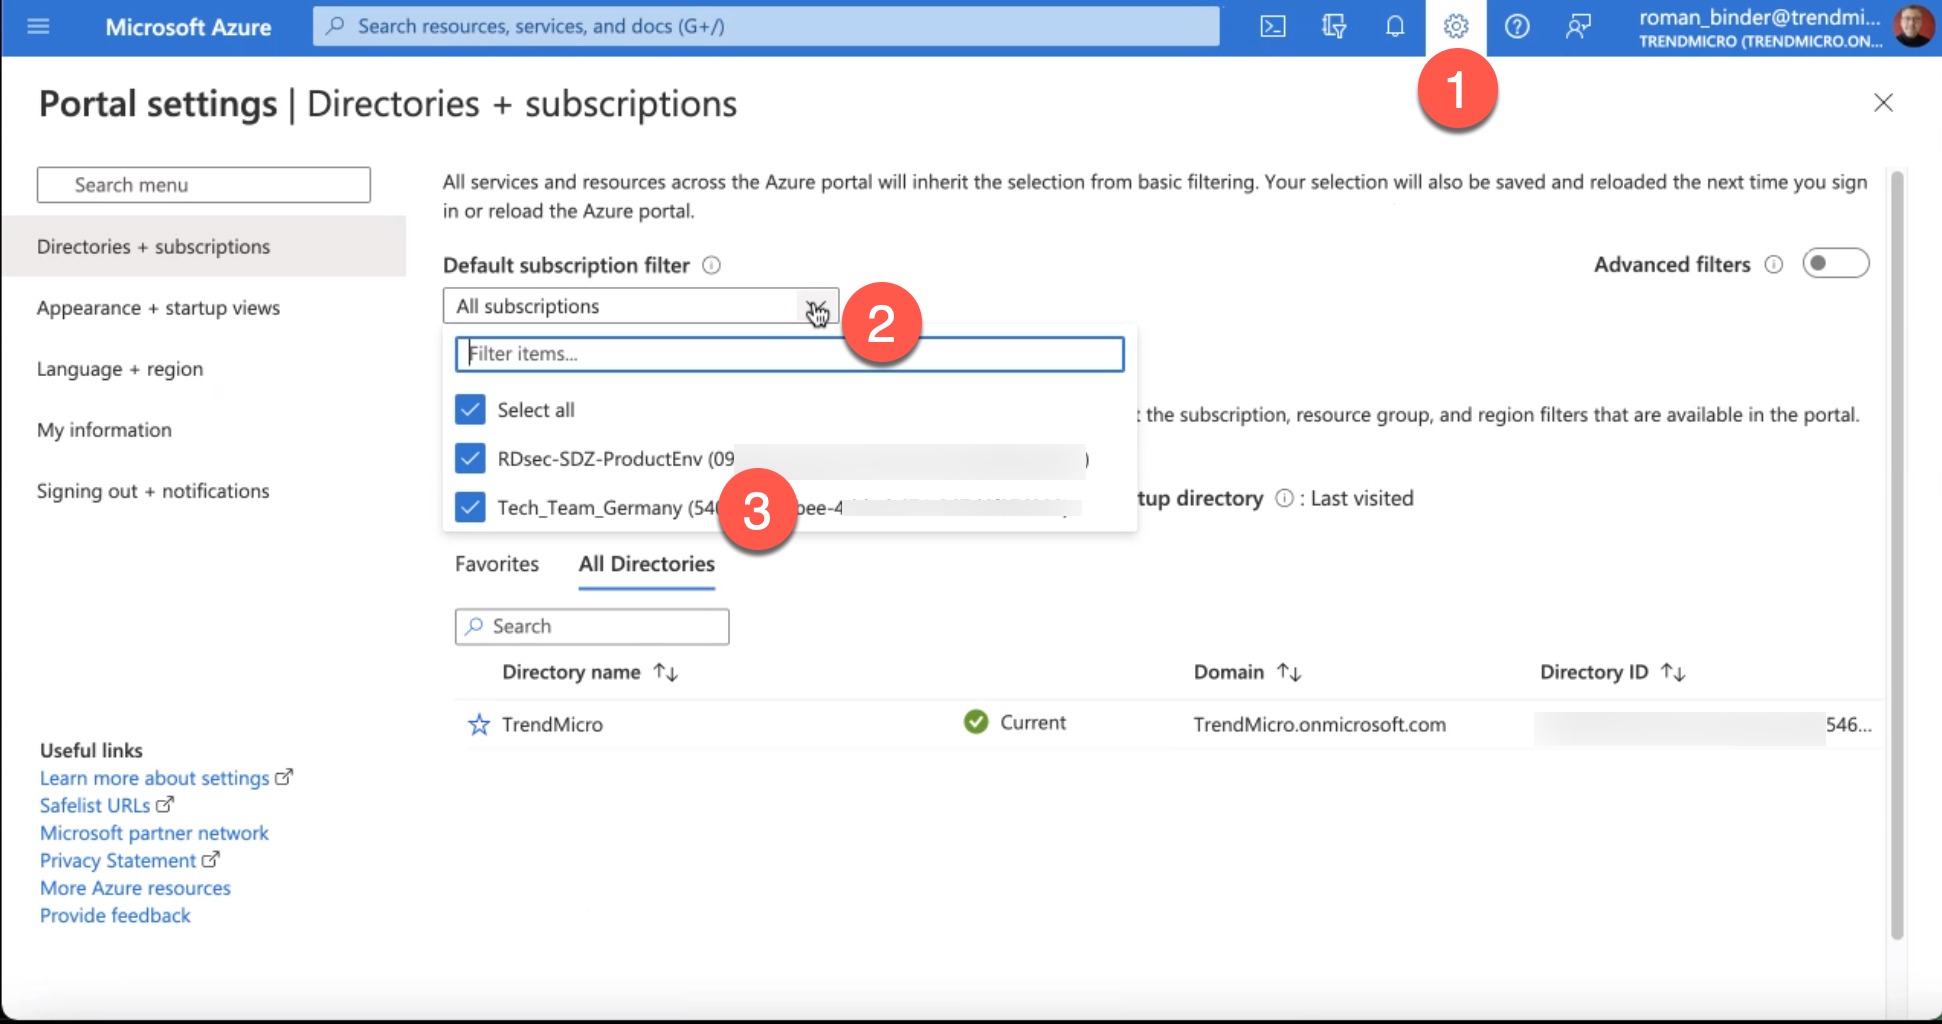 Microsoft Azure
Search resources, services, and docs (G+/)
roman_binder@trendmi...
TRENDMICRO (TRENDMICRO.ON...
1
Portal settings | Directories + subscriptions
Search menu
Directories + subscriptions
Appearance + startup views
Language + region
My information
Signing out + notifications
Useful links
Learn more about settings
Safelist URLs
Microsoft partner network
Privacy Statement
More Azure resources
Provide feedback
All services and resources across the Azure portal will inherit the selection from basic filtering. Your selection will also be saved and reloaded the next time you sign
in or reload the Azure portal.
Default subscription filter
Advanced filters
All subscriptions
2
Filter items...
Select all
t the subscription, resource group, and region filters that are available in the portal.
RDsec-SDZ-ProductEnv (09 )
Tech_Team_Germany (540 bee-4
3
tup directory : Last visited
Favorites All Directories
Search
Directory name Domain Directory ID
TrendMicro Current TrendMicro.onmicrosoft.com 546...